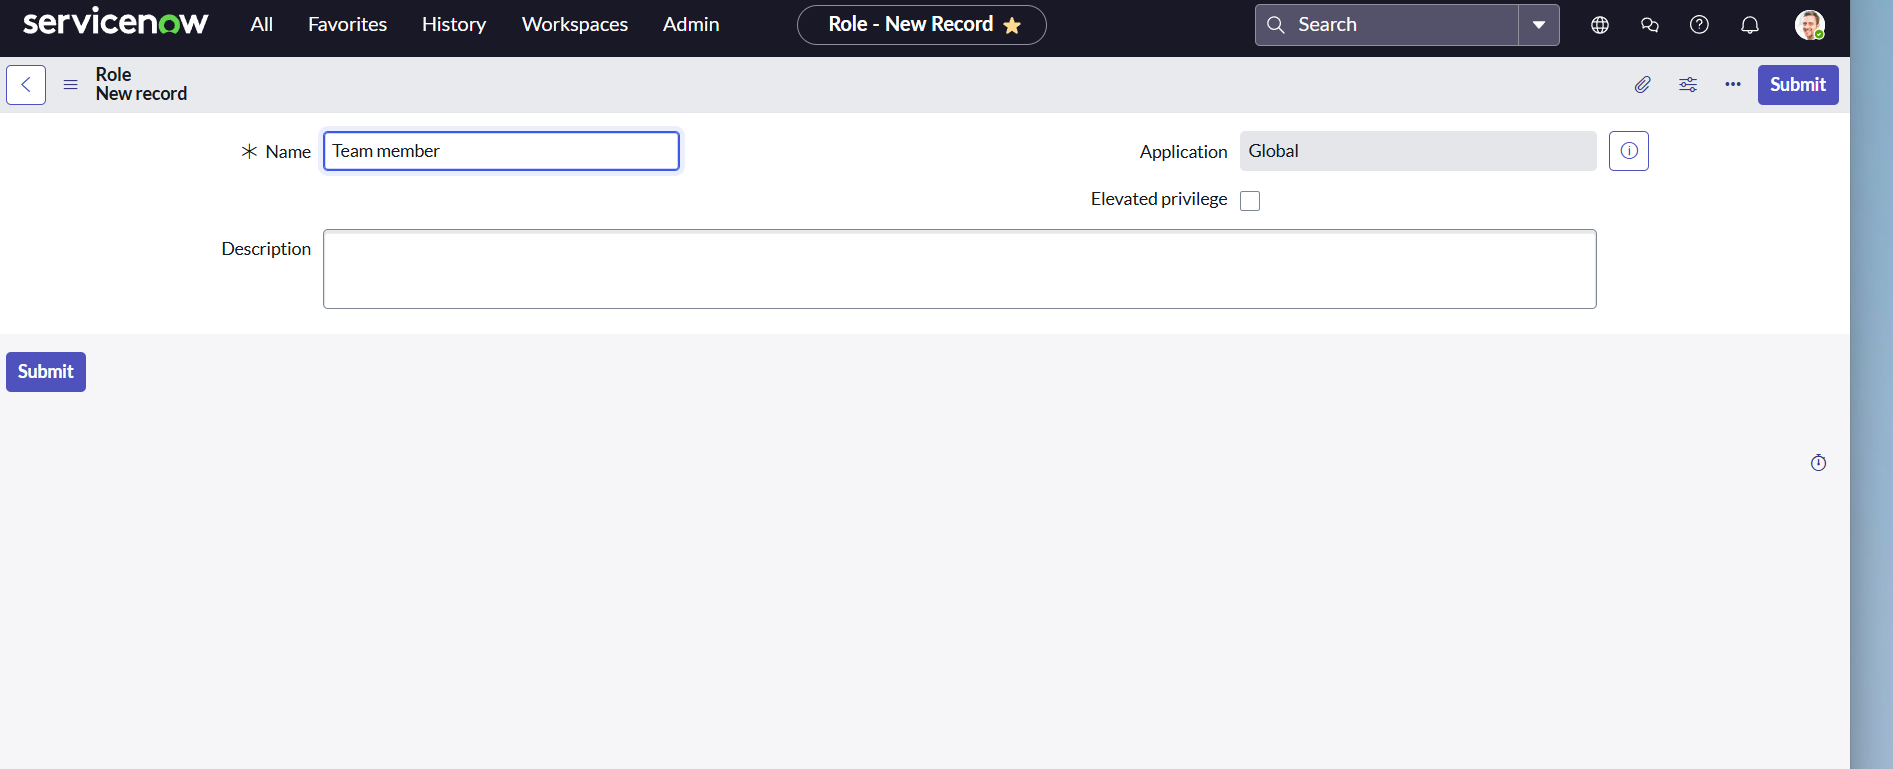 servicenow All Favorites History Workspaces Admin Role - New Record Search
Role
New record
Submit
Name Team member Application Global
Elevated privilege
Description
Submit